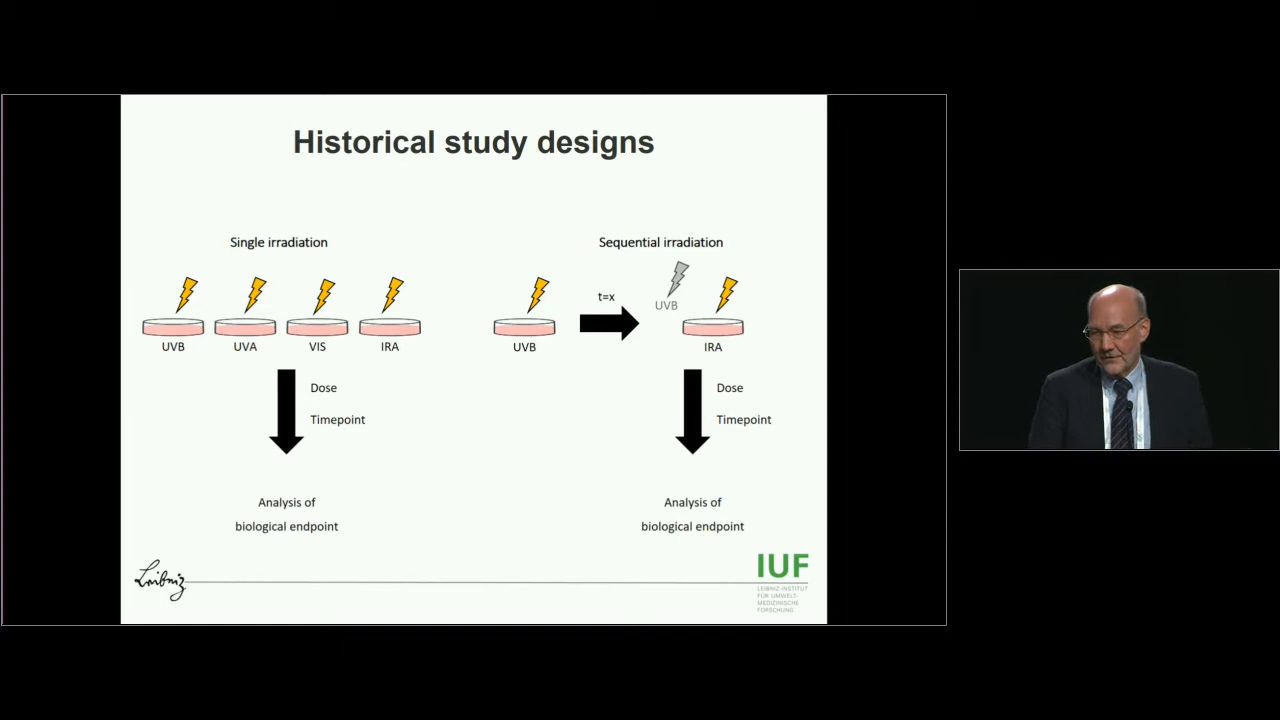 Historical study designs
Single irradiation
UVB
UVA
VIS
IRA
Dose
Timepoint
Analysis of
biological endpoint
Sequential irradiation
UVB
t=x
UVB
IRA
Dose
Timepoint
Analysis of
biological endpoint
Leibniz
IUF
LEIBNIZ-INSTITUT
FÜR UMWELT-
MEDIZINISCHE
FORSCHUNG